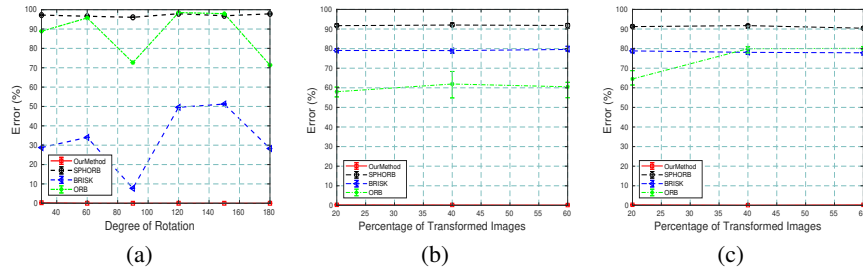 100
90
80
70
60
50
40
30
20
10
0
Error (%)
OurMethod
SPHORB
BRISK
ORB
40 60 80 100 120 140 160 180
Degree of Rotation
(a)
100
90
80
70
60
50
40
30
20
10
0
Error (%)
OurMethod
SPHORB
BRISK
ORB
20 25 30 35 40 45 50 55 60
Percentage of Transformed Images
(b)
100
90
80
70
60
50
40
30
20
10
0
Error (%)
OurMethod
SPHORB
BRISK
ORB
20 25 30 35 40 45 50 55 60
Percentage of Transformed Images
(c)